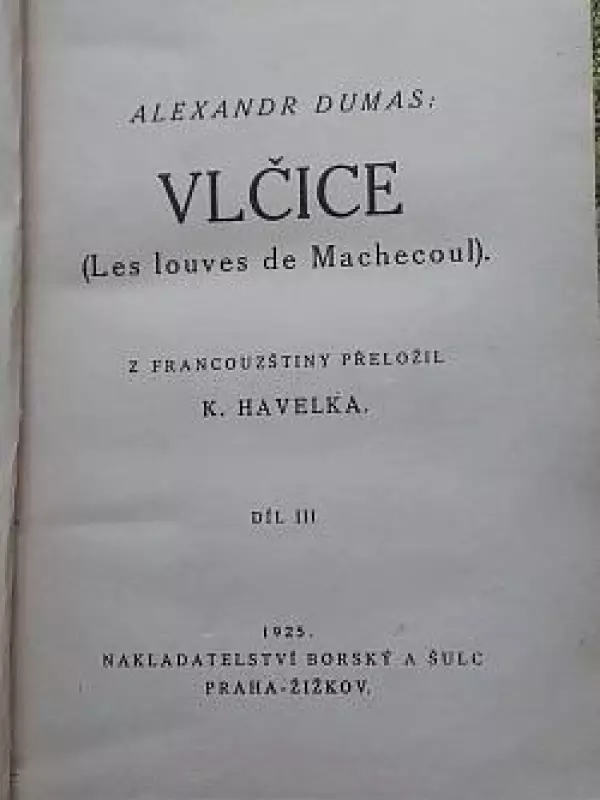 ALEXANDR DUMAS:
VLČICE
(Les louves de Machecoul).
Z FRANCOUZŠTINY PŘELOŽIL
K. HAVELKA.
DÍL III
1925.
NAKLADATELSTVÍ BORSKÝ A ŠULC
PRAHA-ŽIŽKOV.